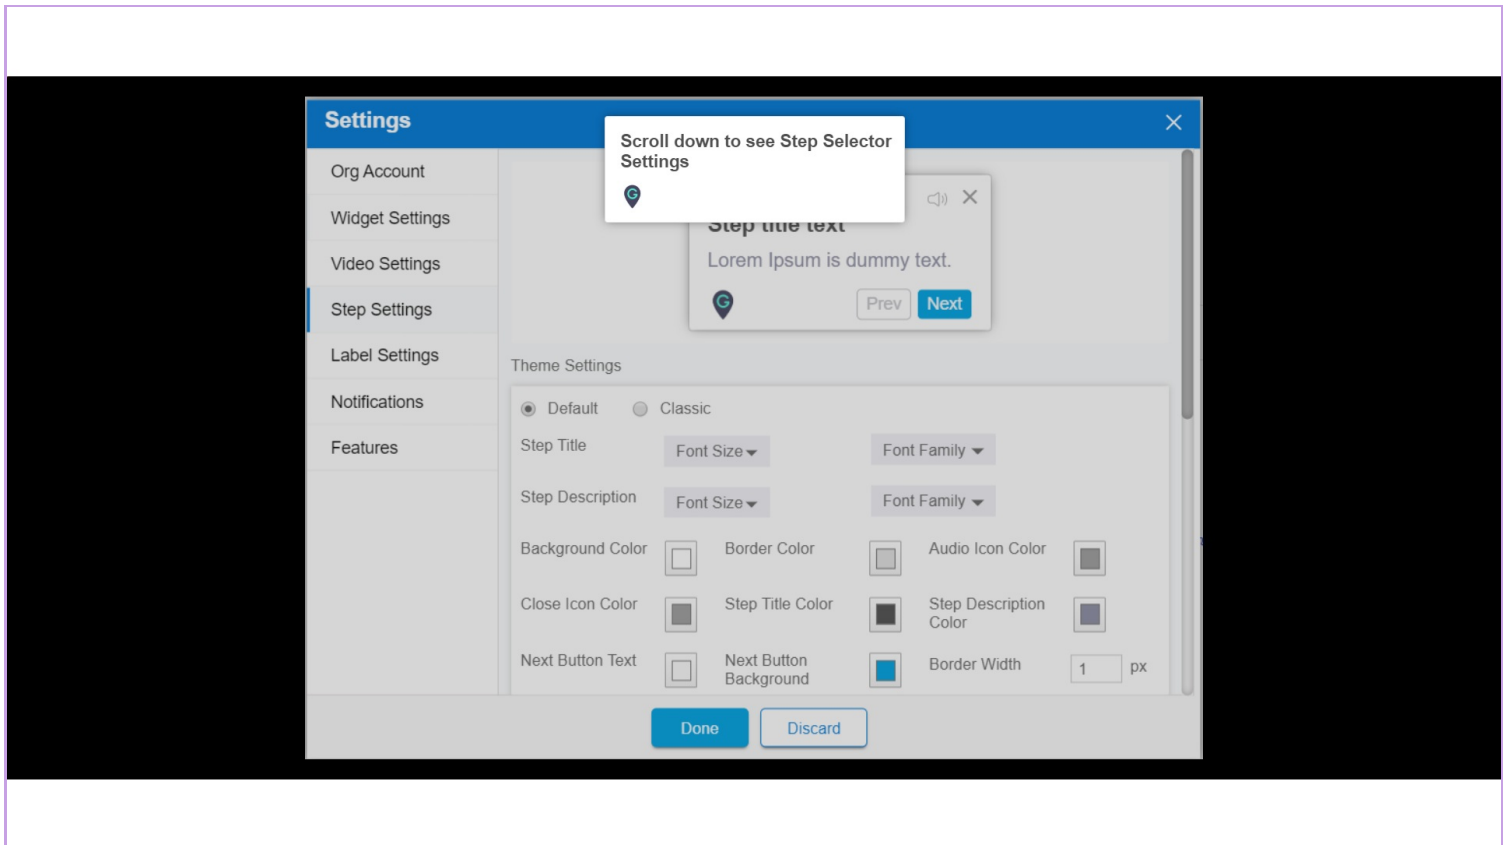 Settings
Scroll down to see Step Selector
Settings
G
Org Account
Widget Settings
Video Settings
Step Settings
Label Settings
Notifications
Features
Step title text
Lorem Ipsum is dummy text.
G
Prev Next
Theme Settings
Default Classic
Step Title Font Size Font Family
Step Description Font Size Font Family
Background Color Border Color Audio Icon Color
Close Icon Color Step Title Color Step Description
Color
Next Button Text Next Button
Background Border Width 1 px
Done Discard